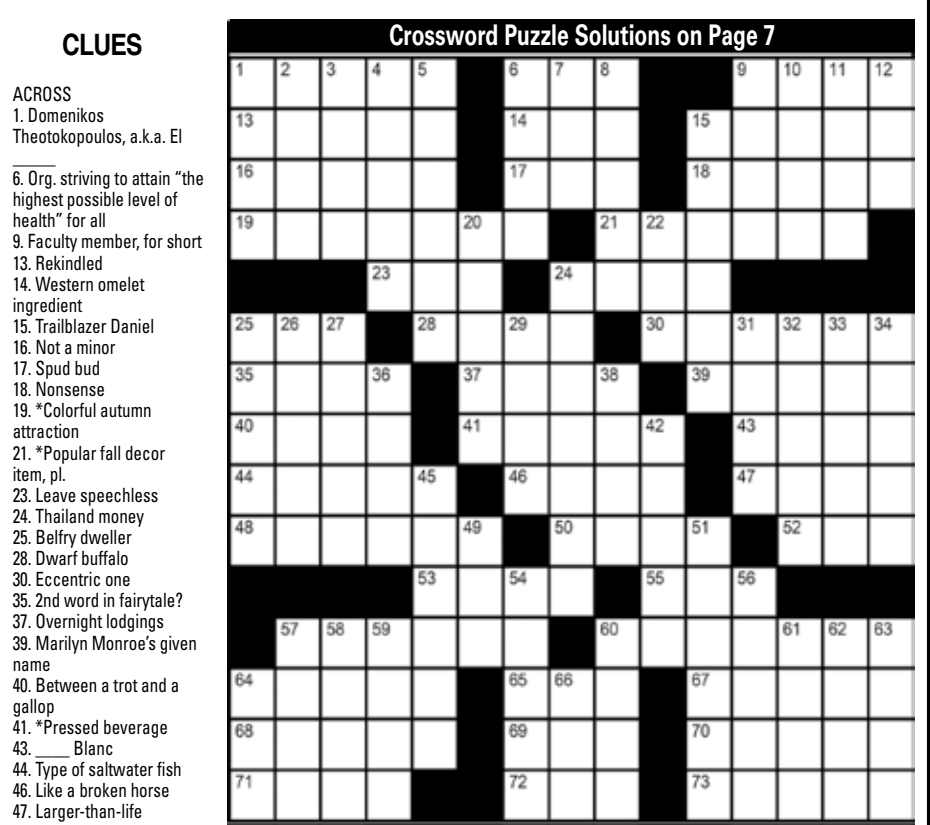 CLUES
ACROSS
1. Domenikos
Theotokopoulos, a.k.a. El
_____
6. Org. striving to attain “the
highest possible level of
health” for all
9. Faculty member, for short
13. Rekindled
14. Western omelet
ingredient
15. Trailblazer Daniel
16. Not a minor
17. Spud bud
18. Nonsense
19. *Colorful autumn
attraction
21. *Popular fall decor
item, pl.
23. Leave speechless
24. Thailand money
25. Belfry dweller
28. Dwarf buffalo
30. Eccentric one
35. 2nd word in fairytale?
37. Overnight lodgings
39. Marilyn Monroe’s given
name
40. Between a trot and a
gallop
41. *Pressed beverage
43. ____ Blanc
44. Type of saltwater fish
46. Like a broken horse
47. Larger-than-life
Crossword Puzzle Solutions on Page 7
1 2 3 4 5 6 7 8 9 10 11 12
13 14 15
16 17 18
19 20 21 22
23 24
25 26 27 28 29 30 31 32 33 34
35 36 37 38 39
40 41 42 43
44 45 46 47
48 49 50 51 52
53 54 55 56
57 58 59 60 61 62 63
64 65 66 67
68 69 70
71 72 73